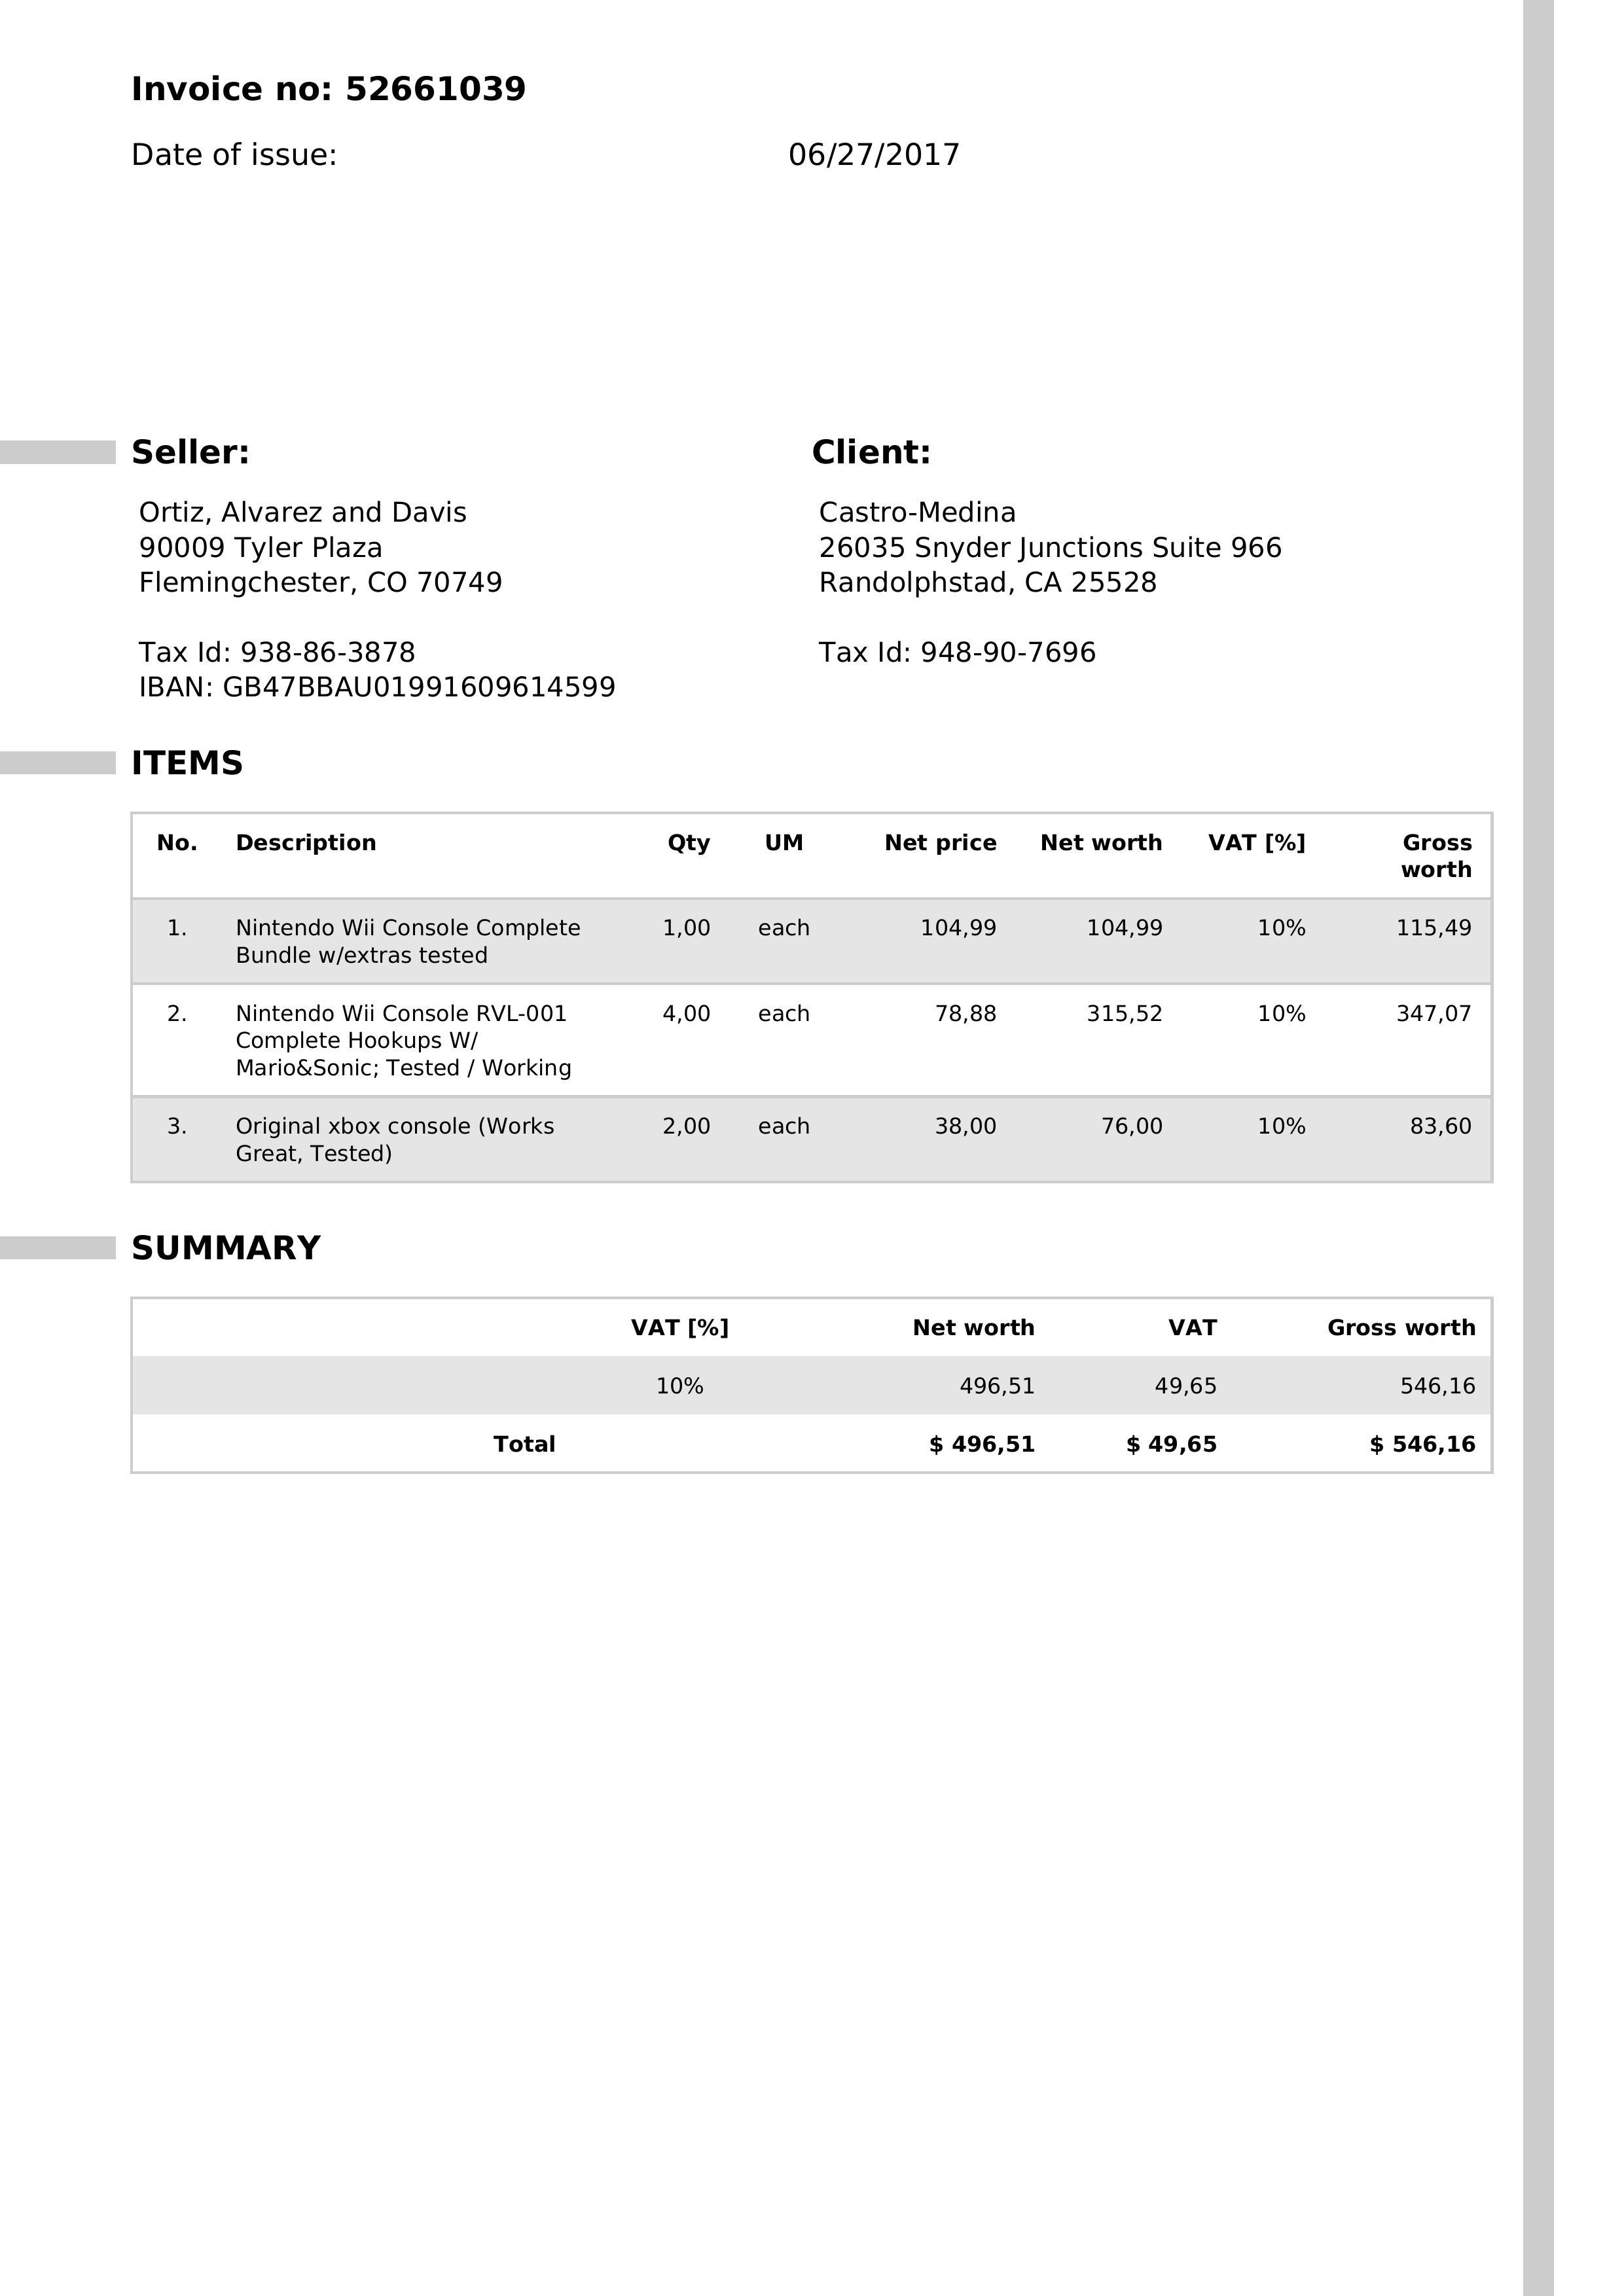 Invoice no: 52661039
Date of issue: 06/27/2017
Seller:
Ortiz, Alvarez and Davis
90009 Tyler Plaza
Flemingchester, CO 70749
Tax Id: 938-86-3878
IBAN: GB47BBAU01991609614599
Client:
Castro-Medina
26035 Snyder Junctions Suite 966
Randolphstad, CA 25528
Tax Id: 948-90-7696
ITEMS
No. Description Qty UM Net price Net worth VAT [%] Gross
worth
1. Nintendo Wii Console Complete 1,00 each 104,99 104,99 10% 115,49
Bundle w/extras tested
2. Nintendo Wii Console RVL-001 4,00 each 78,88 315,52 10% 347,07
Complete Hookups W/
Mario&Sonic; Tested / Working
3. Original xbox console (Works 2,00 each 38,00 76,00 10% 83,60
Great, Tested)
SUMMARY
VAT [%] Net worth VAT Gross worth
10% 496,51 49,65 546,16
Total $ 496,51 $ 49,65 $ 546,16